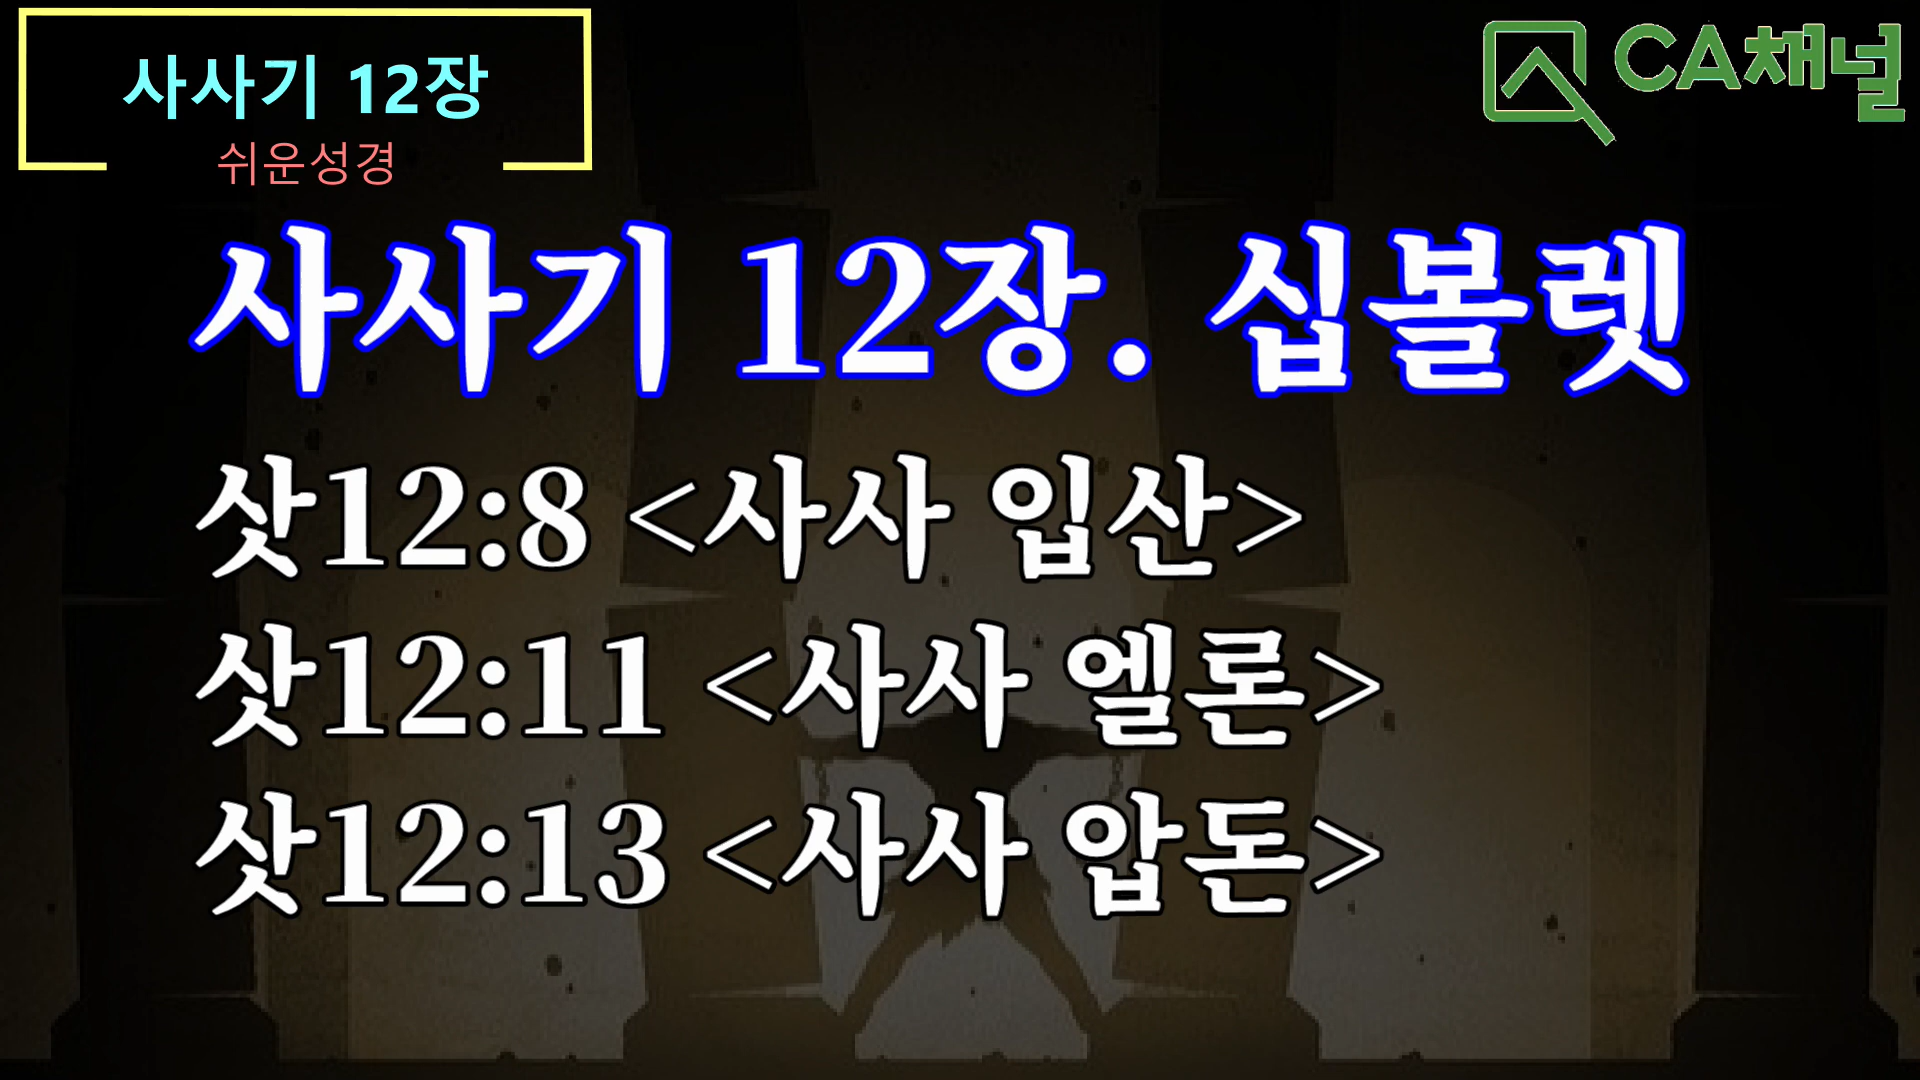 사사기 12장
쉬운성경
CA채널
사사기 12장. 십볼렛
삿12:8 <사사 입산>
삿12:11 <사사 엘론>
삿12:13 <사사 압돈>